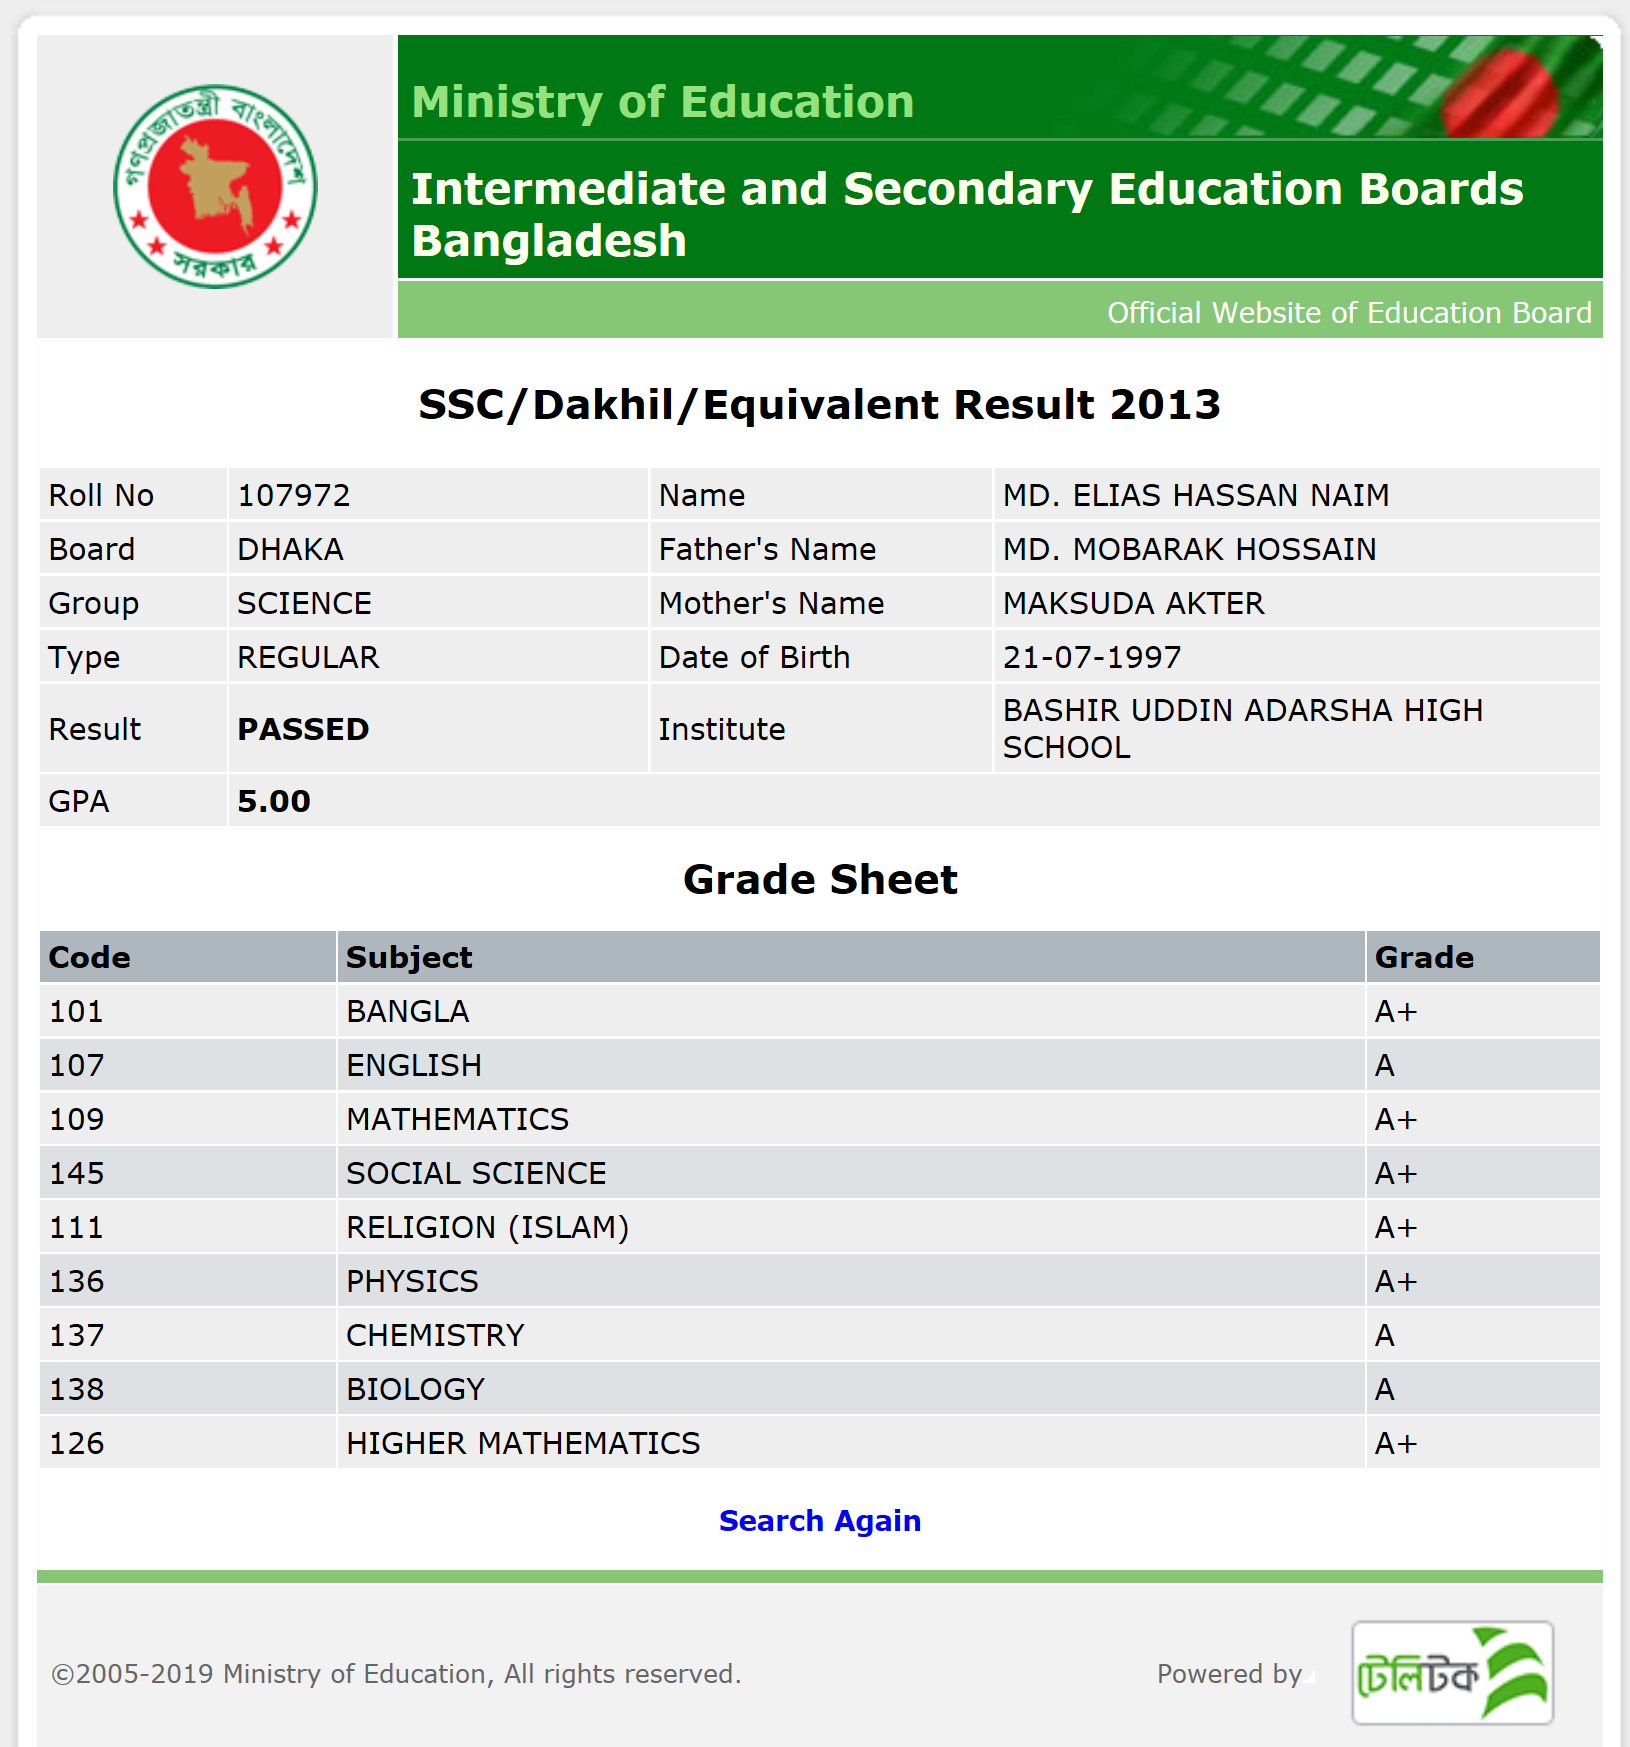 গণপ্রজাতন্ত্রী বাংলাদেশ
সরকার
Ministry of Education
Intermediate and Secondary Education Boards
Bangladesh
Official Website of Education Board
SSC/Dakhil/Equivalent Result 2013
Roll No 107972 Name MD. ELIAS HASSAN NAIM
Board DHAKA Father's Name MD. MOBARAK HOSSAIN
Group SCIENCE Mother's Name MAKSUDA AKTER
Type REGULAR Date of Birth 21-07-1997
Result PASSED Institute BASHIR UDDIN ADARSHA HIGH
SCHOOL
GPA 5.00
Grade Sheet
Code Subject Grade
101 BANGLA A+
107 ENGLISH A
109 MATHEMATICS A+
145 SOCIAL SCIENCE A+
111 RELIGION (ISLAM) A+
136 PHYSICS A+
137 CHEMISTRY A
138 BIOLOGY A
126 HIGHER MATHEMATICS A+
Search Again
©2005-2019 Ministry of Education, All rights reserved. Powered by টেলিটক